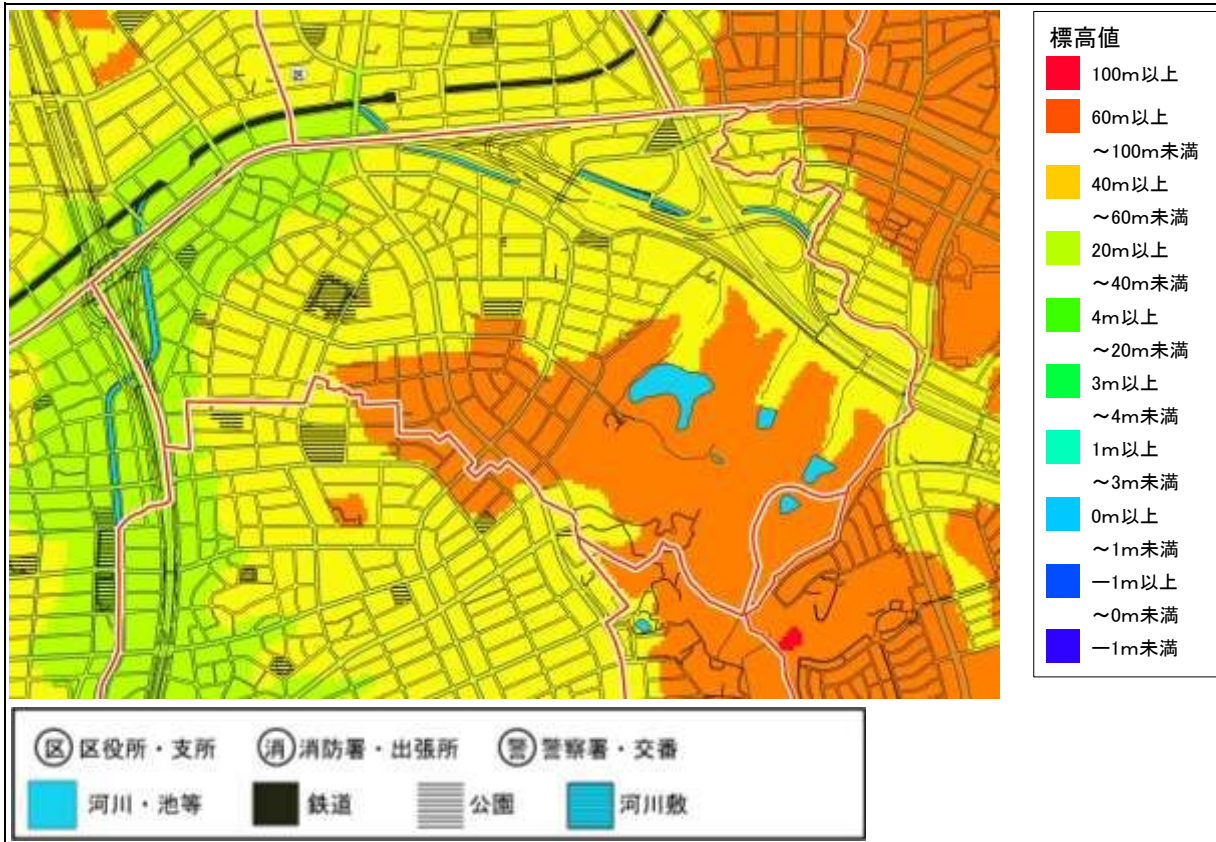 区
標高値
100m以上
60m以上
～100m未満
40m以上
～60m未満
20m以上
～40m未満
4m以上
～20m未満
3m以上
～4m未満
1m以上
～3m未満
0m以上
～1m未満
－1m以上
～0m未満
－1m未満
区 区役所・支所 消 消防署・出張所 警 警察署・交番
河川・池等 鉄道 公園 河川敷